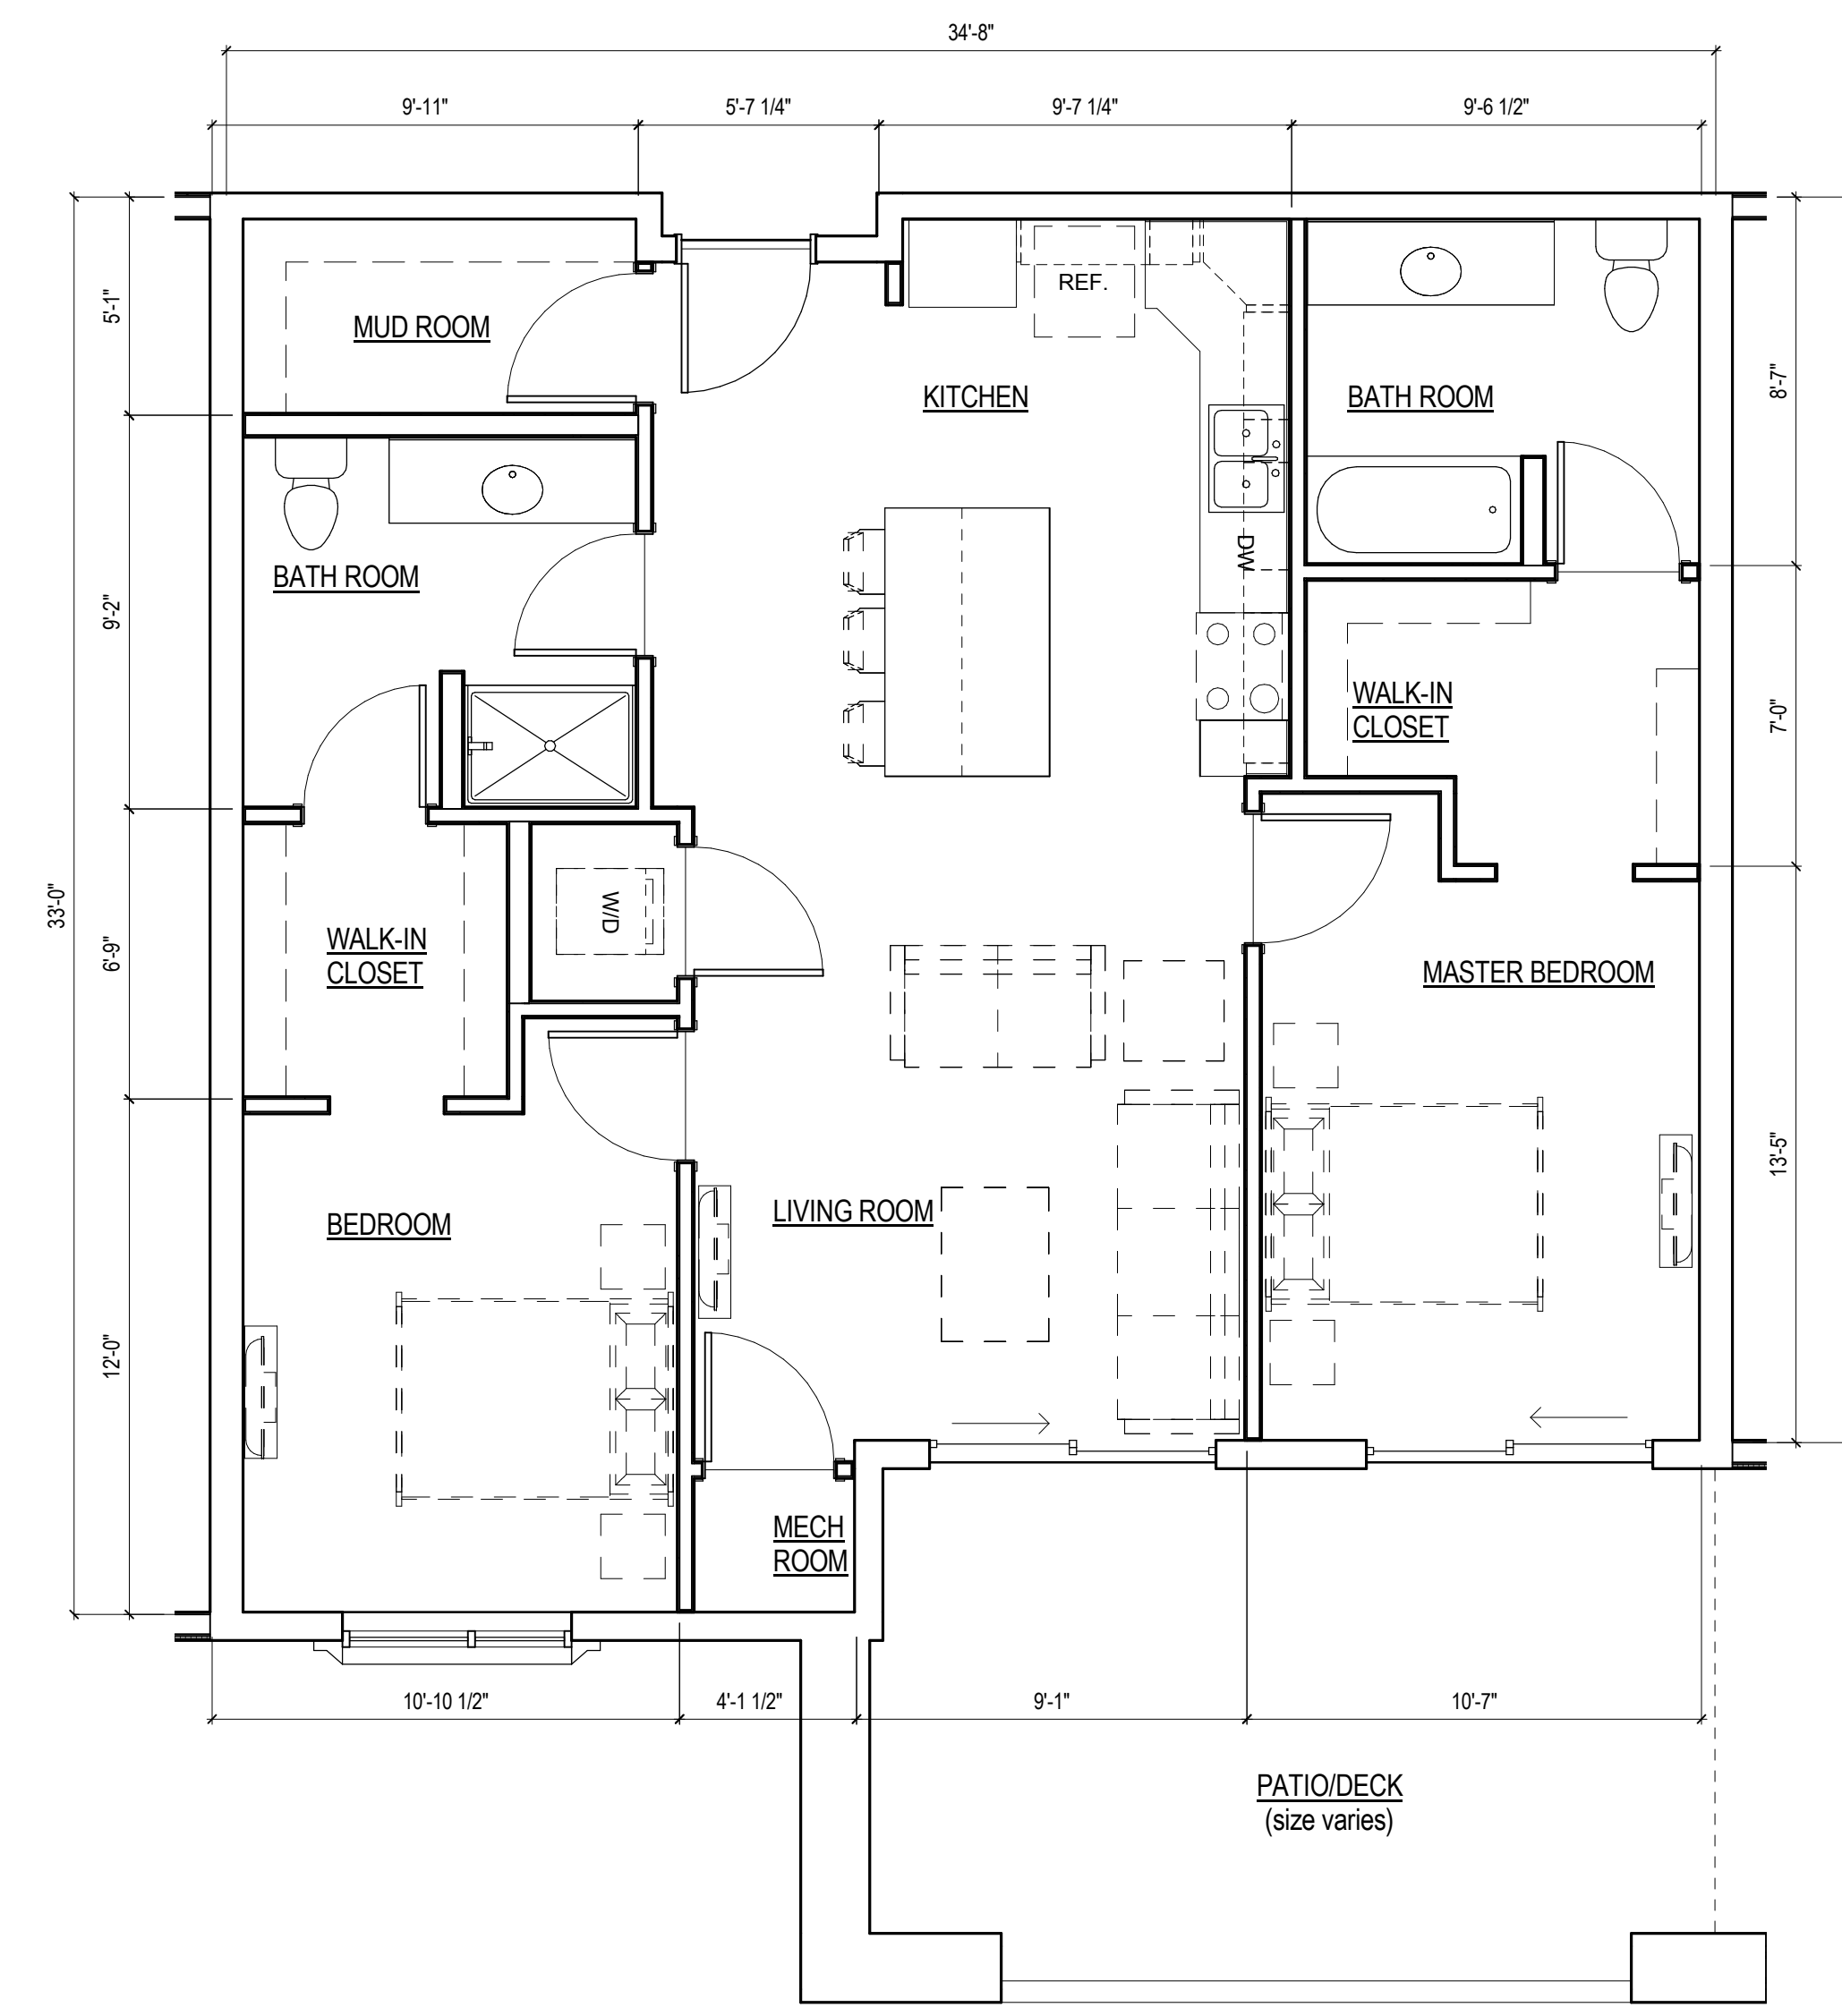 34'-8"
9'-11"
5'-7 1/4"
9'-7 1/4"
9'-6 1/2"
REF.
5'-1"
MUD ROOM
KITCHEN
BATH ROOM
8'-7"
DW
BATH ROOM
9'-2"
WALK-IN
CLOSET
7'-0"
33'-0"
6'-9"
WALK-IN
CLOSET
W/D
MASTER BEDROOM
13'-5"
BEDROOM
LIVING ROOM
12'-0"
MECH
ROOM
10'-10 1/2"
4'-1 1/2"
9'-1"
10'-7"
PATIO/DECK
(size varies)